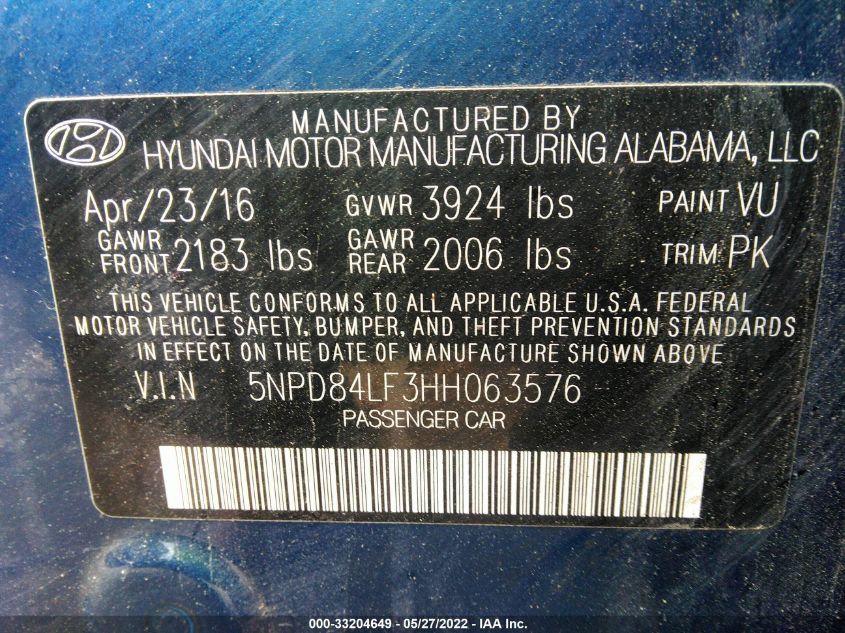 MANUFACTURED BY
HYUNDAI MOTOR MANUFACTURING ALABAMA, LLC
Apr/23/16 GVWR 3924 lbs PAINT VU
GAWR FRONT 2183 lbs GAWR REAR 2006 lbs TRIM PK
THIS VEHICLE CONFORMS TO ALL APPLICABLE U.S.A. FEDERAL
MOTOR VEHICLE SAFETY, BUMPER, AND THEFT PREVENTION STANDARDS
IN EFFECT ON THE DATE OF MANUFACTURE SHOWN ABOVE
V.I.N 5NPD84LF3HH063576
PASSENGER CAR
000-33204649 — 05/27/2022 — IAA Inc.